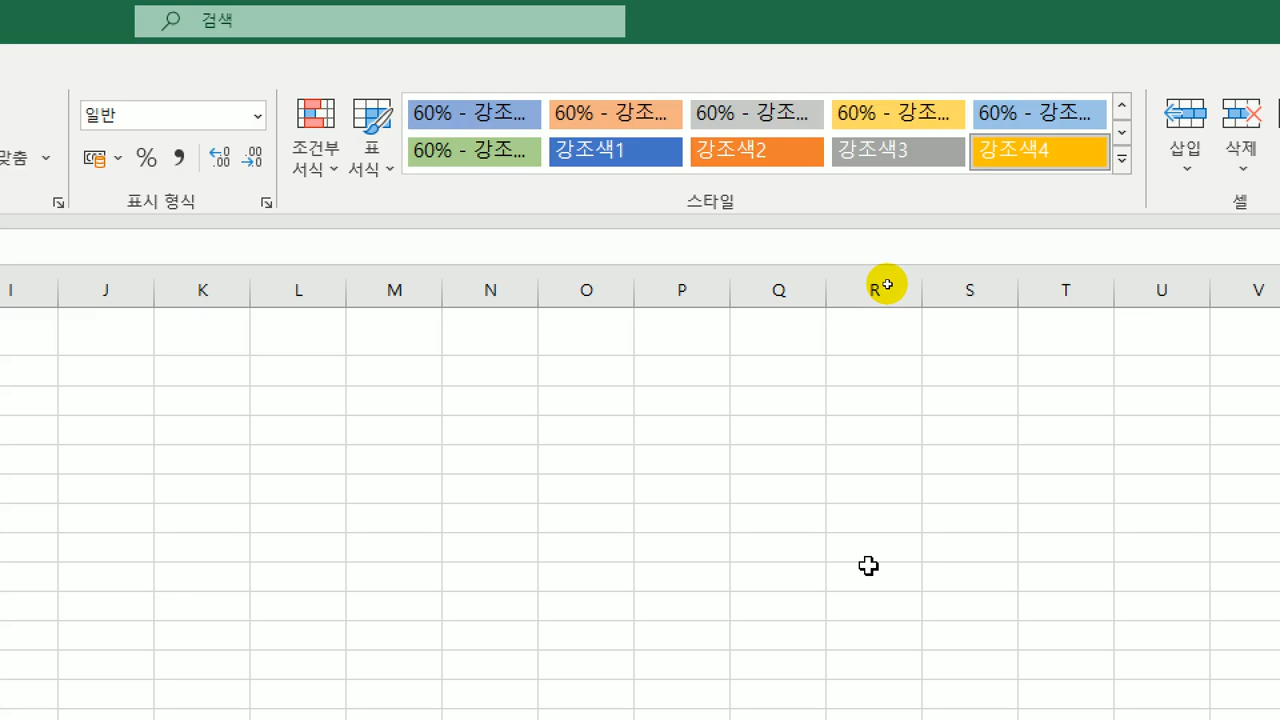 검색
일반
맞춤
%
조건부
서식
표
서식
60% - 강조...
60% - 강조...
60% - 강조...
60% - 강조...
60% - 강조...
60% - 강조...
강조색1
강조색2
강조색3
강조색4
삽입
삭제
표시 형식
스타일
셀
I J K L M N O P Q R S T U V